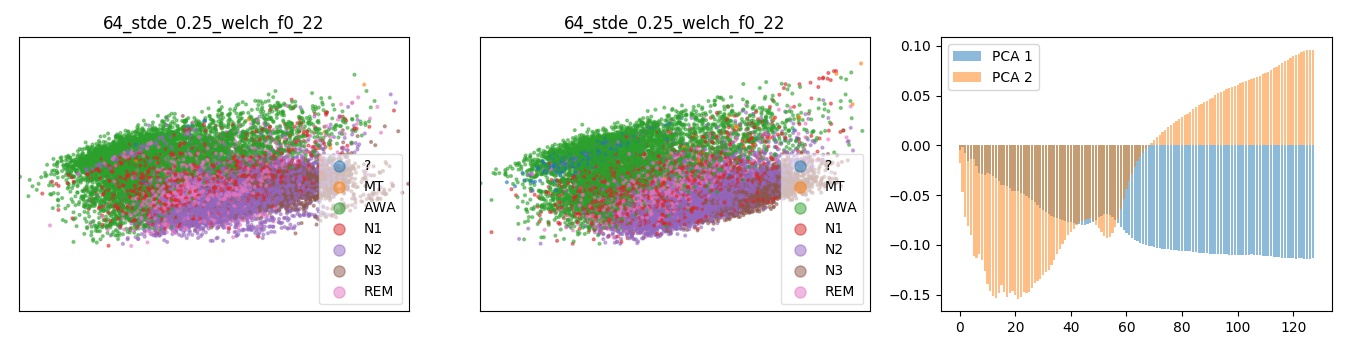 64_stde_0.25_welch_f0_22
?
MT
AWA
N1
N2
N3
REM
64_stde_0.25_welch_f0_22
?
MT
AWA
N1
N2
N3
REM
PCA 1
PCA 2
0.10
0.05
0.00
−0.05
−0.10
−0.15
0 20 40 60 80 100 120